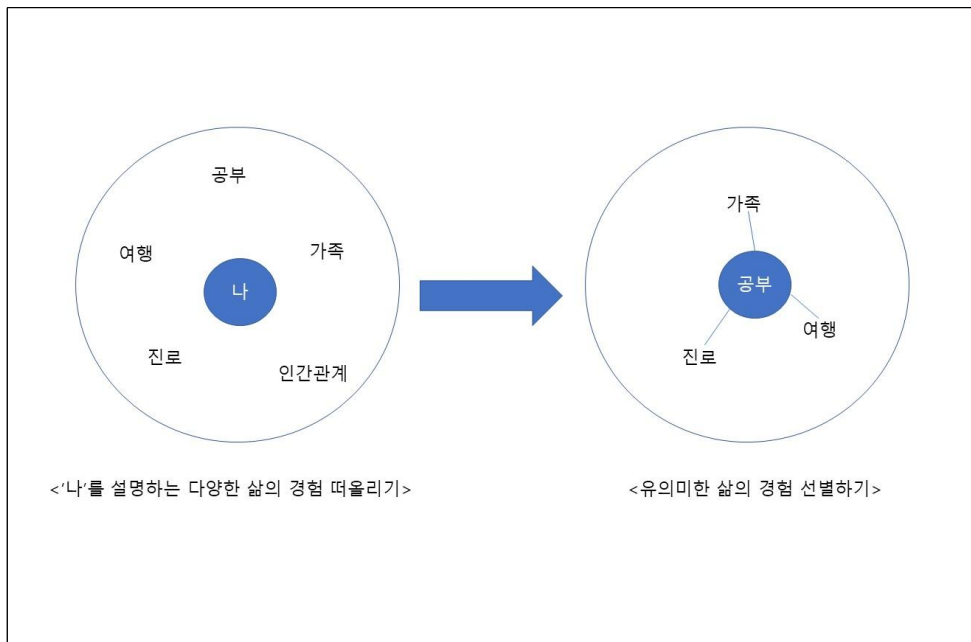 공부
여행
가족
나
진로
인간관계
<‘나’를 설명하는 다양한 삶의 경험 떠올리기>
가족
공부
여행
진로
<유의미한 삶의 경험 선별하기>